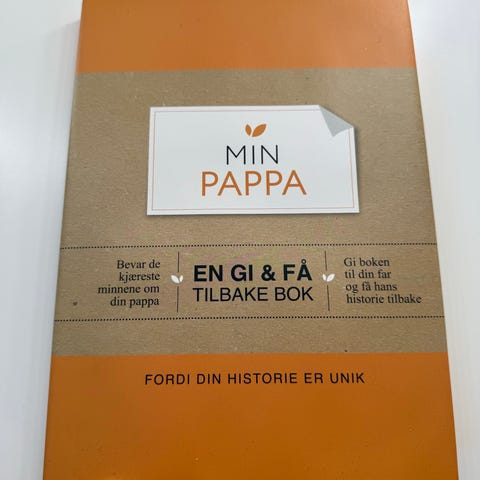 MIN
PAPPA
Bevar de
kjæreste
minnene om
din pappa
EN GI & FÅ
TILBAKE BOK
Gi boken
til din far
og få hans
historie tilbake
FORDI DIN HISTORIE ER UNIK